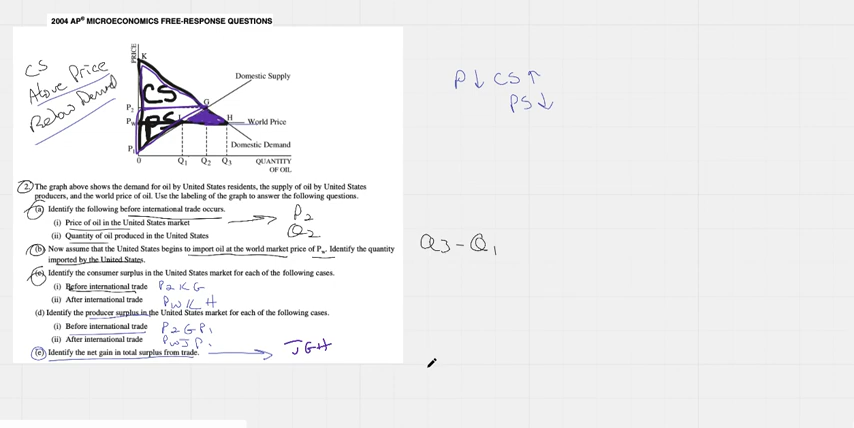 2004 AP® MICROECONOMICS FREE-RESPONSE QUESTIONS
CS
Above Price
Below Demand
PRICE
K
Domestic Supply
CS
P2
G
PS
Pw
J
H
World Price
P1
Domestic Demand
0
Q1
Q2
Q3
QUANTITY
OF OIL
P↓ CS↑
PS↓
2. The graph above shows the demand for oil by United States residents, the supply of oil by United States
producers, and the world price of oil. Use the labeling of the graph to answer the following questions.
(a) Identify the following before international trade occurs.
(i) Price of oil in the United States market
P2
(ii) Quantity of oil produced in the United States
Q2
(b) Now assume that the United States begins to import oil at the world market price of Pw. Identify the quantity
imported by the United States.
Q3 - Q1
(c) Identify the consumer surplus in the United States market for each of the following cases.
(i) Before international trade P2KG
(ii) After international trade PWKH
(d) Identify the producer surplus in the United States market for each of the following cases.
(i) Before international trade P2GP1
(ii) After international trade PWJP1
(e) Identify the net gain in total surplus from trade.
JGH